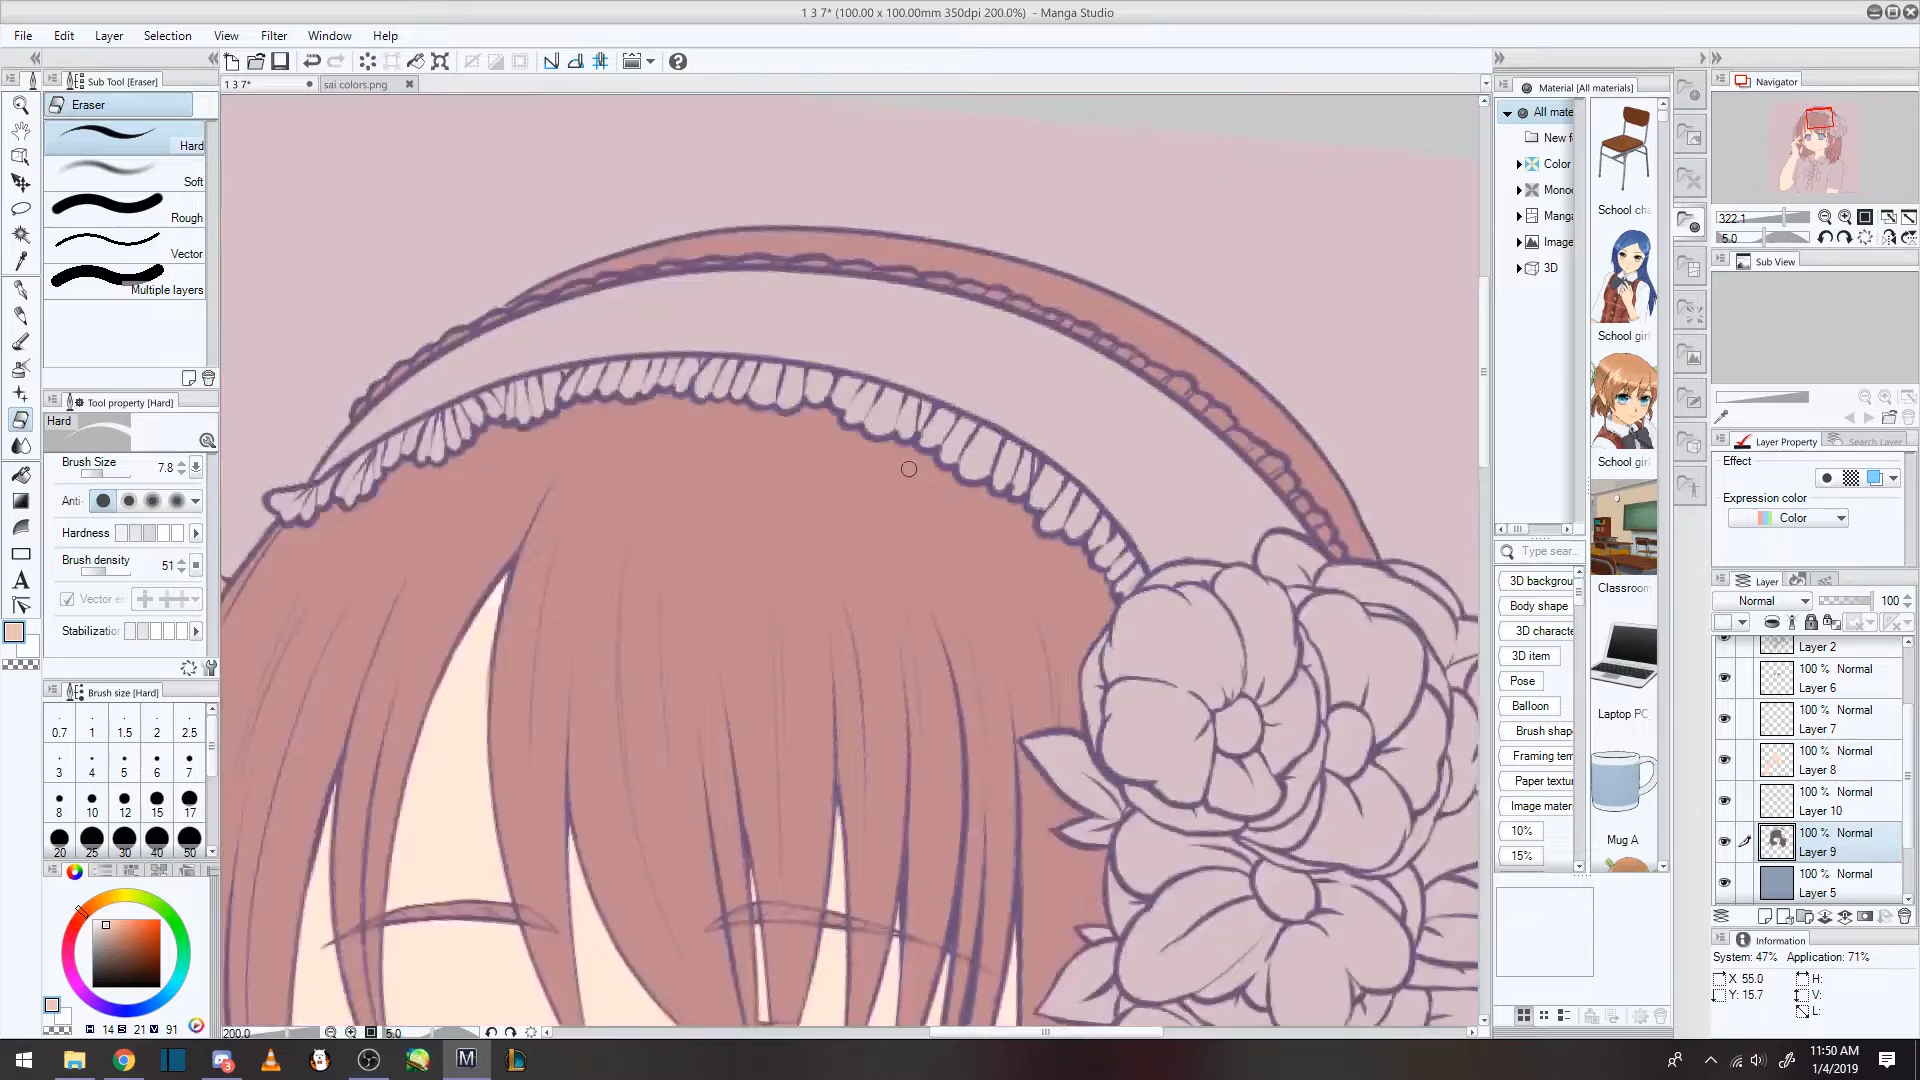 1 3 7* (100.00 x 100.00mm 350dpi 200.0%) - Manga Studio
File Edit Layer Selection View Filter Window Help
Sub Tool [Eraser]
Eraser
Hard
Soft
Rough
Vector
Multiple layers
Tool property [Hard]
Hard
Brush Size 7.8
Anti-
Hardness
Brush density 51
Vector e
Stabilization
Brush size [Hard]
0.7 1 1.5 2 2.5
3 4 5 6 7
8 10 12 15 17
20 25 30 40 50
H 14 S 21 V 91
1 3 7*
sai colors.png
200.0
5.0
Material [All materials]
All mate
New f
Color
Mono
Manga
Image
3D
Type sear...
3D backgrou
Body shape
3D characte
3D item
Pose
Balloon
Brush shap
Framing tem
Paper textu
Image mater
10%
15%
School cha
School girl
School girl
Classroom
Laptop PC_
Mug A
Navigator
322.1
5.0
Sub View
Layer Property
Search Layer
Effect
Expression color
Color
Layer
Normal 100
Layer 2
100 % Normal
Layer 6
100 % Normal
Layer 7
100 % Normal
Layer 8
100 % Normal
Layer 10
100 % Normal
Layer 9
100 % Normal
Layer 5
Information
System: 47% Application: 71%
X 55.0 H:
Y: 15.7 V:
L:
3
11:50 AM
1/4/2019